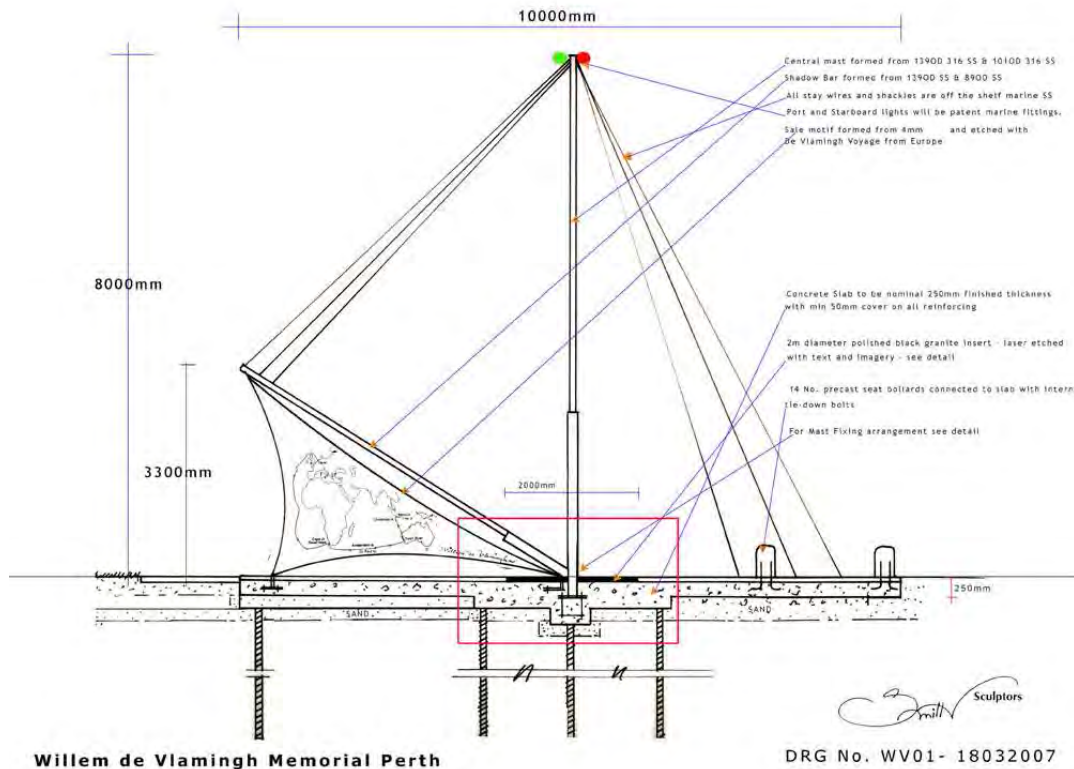 10000mm
Central mast formed from 139OD 316 SS & 101OD 316 SS
Shadow Bar formed from 139OD SS & 89OD SS
All stay wires and shackles are off the shelf marine SS
Port and Starboard lights will be patent marine fittings.
Sale motif formed from 4mm and etched with
De Vlamingh Voyage from Europe
8000mm
Concrete Slab to be nominal 250mm finished thickness
with min 50mm cover on all reinforcing
2m diameter polished black granite insert - laser etched
with text and imagery - see detail
14 No. precast seat bollards connected to slab with intern
tie-down bolts
For Mast Fixing arrangement see detail
3300mm
2000mm
Willem de Vlamingh
250mm
SAND
SAND
Smith Sculptors
Willem de Vlamingh Memorial Perth
DRG No. WV01- 18032007